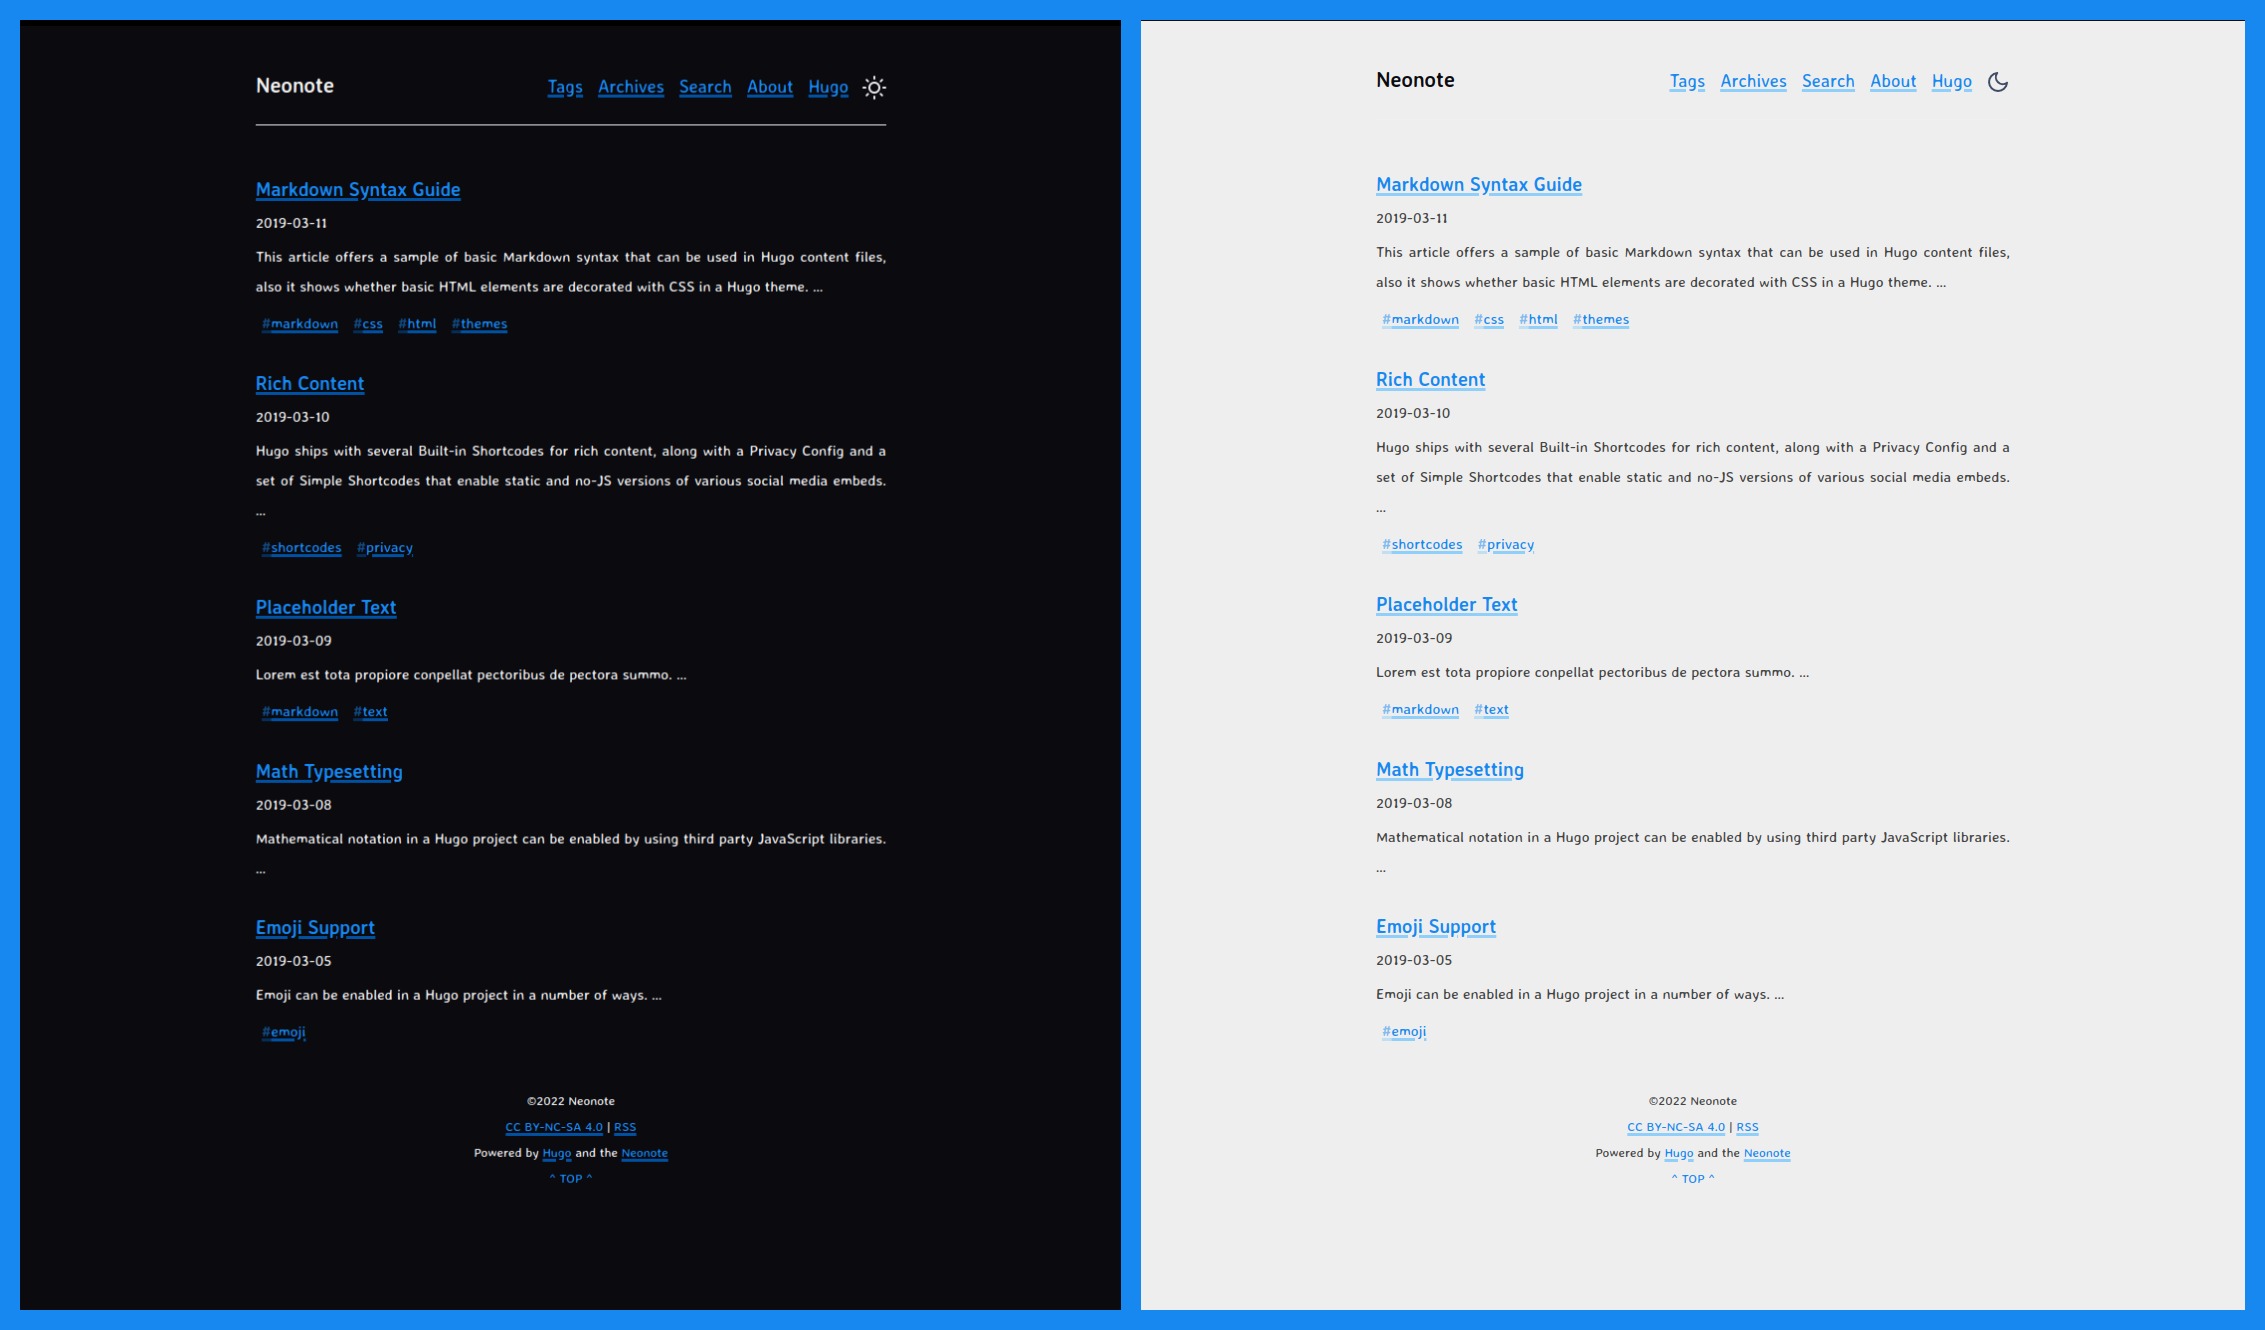 Neonote
Tags Archives Search About Hugo
Markdown Syntax Guide
2019-03-11
This article offers a sample of basic Markdown syntax that can be used in Hugo content files,
also it shows whether basic HTML elements are decorated with CSS in a Hugo theme. ...
#markdown #css #html #themes
Rich Content
2019-03-10
Hugo ships with several Built-in Shortcodes for rich content, along with a Privacy Config and a
set of Simple Shortcodes that enable static and no-JS versions of various social media embeds.
...
#shortcodes #privacy
Placeholder Text
2019-03-09
Lorem est tota propiore conpellat pectoribus de pectora summo. ...
#markdown #text
Math Typesetting
2019-03-08
Mathematical notation in a Hugo project can be enabled by using third party JavaScript libraries.
...
Emoji Support
2019-03-05
Emoji can be enabled in a Hugo project in a number of ways. ...
#emoji
©2022 Neonote
CC BY-NC-SA 4.0 | RSS
Powered by Hugo and the Neonote
^ TOP ^
Neonote
Tags Archives Search About Hugo
Markdown Syntax Guide
2019-03-11
This article offers a sample of basic Markdown syntax that can be used in Hugo content files,
also it shows whether basic HTML elements are decorated with CSS in a Hugo theme. ...
#markdown #css #html #themes
Rich Content
2019-03-10
Hugo ships with several Built-in Shortcodes for rich content, along with a Privacy Config and a
set of Simple Shortcodes that enable static and no-JS versions of various social media embeds.
...
#shortcodes #privacy
Placeholder Text
2019-03-09
Lorem est tota propiore conpellat pectoribus de pectora summo. ...
#markdown #text
Math Typesetting
2019-03-08
Mathematical notation in a Hugo project can be enabled by using third party JavaScript libraries.
...
Emoji Support
2019-03-05
Emoji can be enabled in a Hugo project in a number of ways. ...
#emoji
©2022 Neonote
CC BY-NC-SA 4.0 | RSS
Powered by Hugo and the Neonote
^ TOP ^